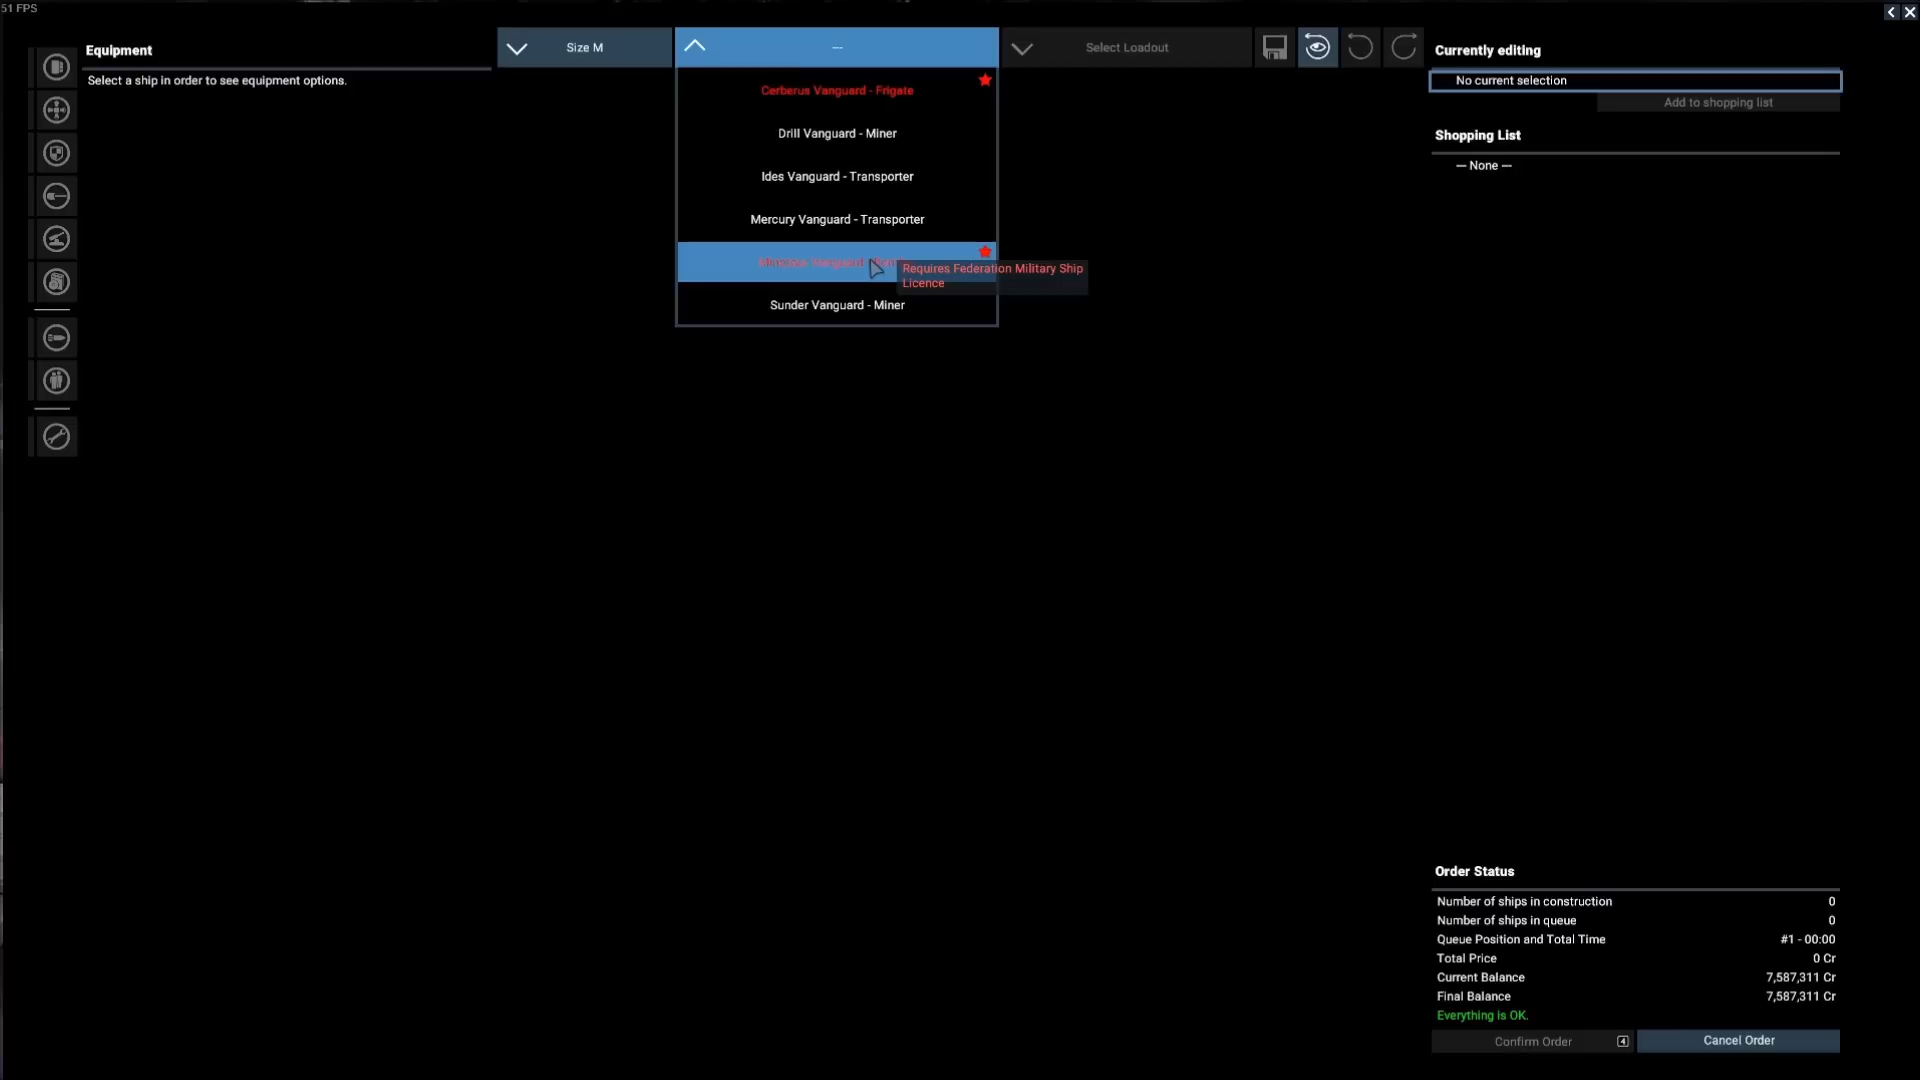 51 FPS
Equipment
Select a ship in order to see equipment options.
Size M
---
Select Loadout
Cerberus Vanguard - Frigate
Drill Vanguard - Miner
Ides Vanguard - Transporter
Mercury Vanguard - Transporter
Vanguard
Requires Federation Military Ship
Licence
Sunder Vanguard - Miner
Currently editing
No current selection
Add to shopping list
Shopping List
--- None ---
Order Status
Number of ships in construction 0
Number of ships in queue 0
Queue Position and Total Time #1 - 00:00
Total Price 0 Cr
Current Balance 7,587,311 Cr
Final Balance 7,587,311 Cr
Everything is OK.
Confirm Order 4
Cancel Order